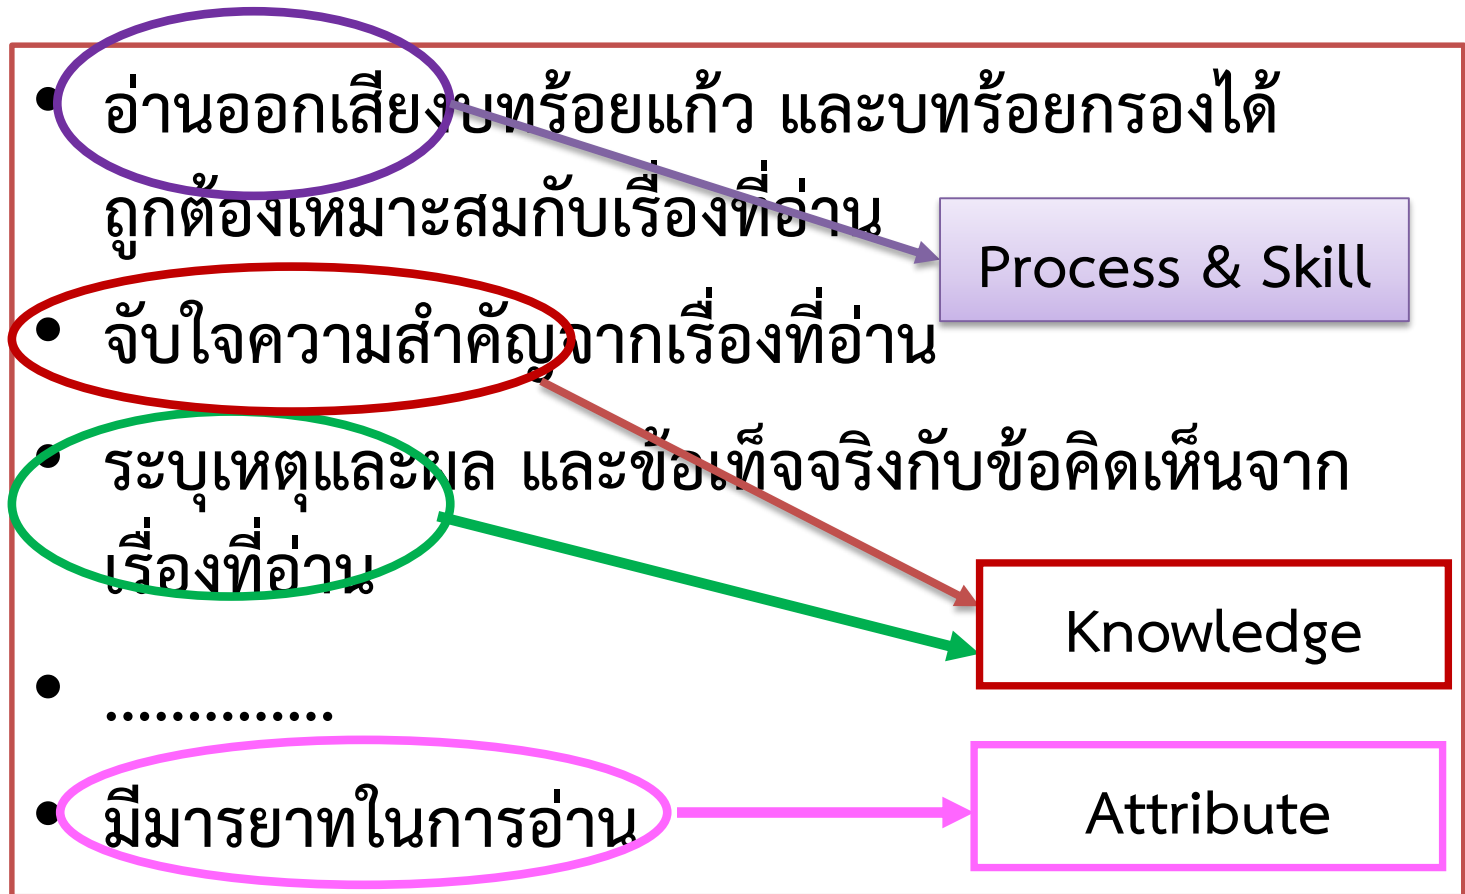 • อ่านออกเสียงบทร้อยแก้ว และบทร้อยกรองได้
ถูกต้องเหมาะสมกับเรื่องที่อ่าน
Process & Skill
• จับใจความสำคัญจากเรื่องที่อ่าน
• ระบุเหตุและผล และข้อเท็จจริงกับข้อคิดเห็นจาก
เรื่องที่อ่าน
Knowledge
• ..............
• มีมารยาทในการอ่าน
Attribute